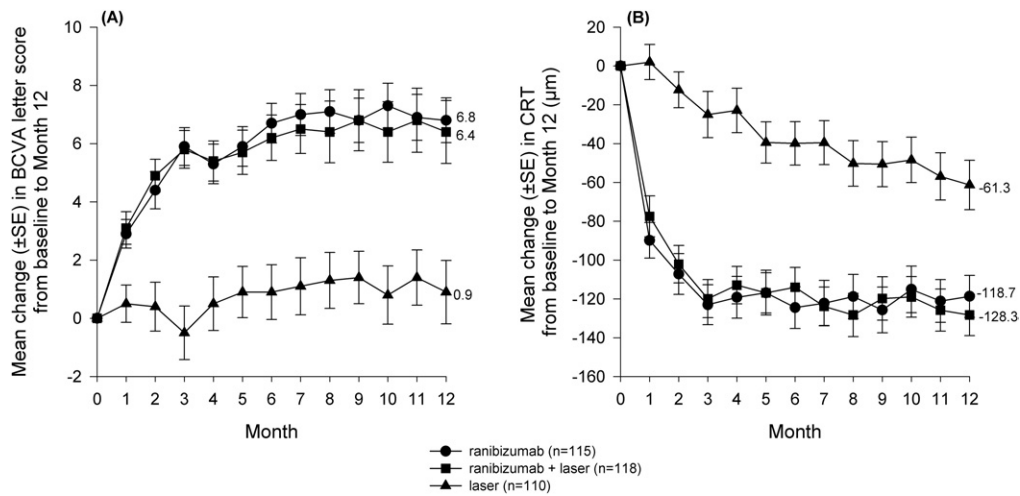 (A)
Mean change (±SE) in BCVA letter score
from baseline to Month 12
8
6
4
2
0
-2
6.8
6.4
0.9
0 1 2 3 4 5 6 7 8 9 10 11 12
Month
(B)
Mean change (±SE) in CRT
from baseline to Month 12 (µm)
20
0
-20
-40
-60
-80
-100
-120
-140
-160
-61.3
-118.7
-128.3
0 1 2 3 4 5 6 7 8 9 10 11 12
Month
ranibizumab (n=115)
ranibizumab + laser (n=118)
laser (n=110)